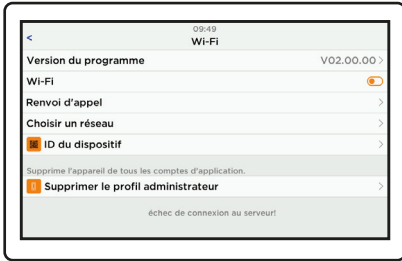 09:49
< Wi-Fi
Version du programme V02.00.00 >
Wi-Fi
Renvoi d'appel >
Choisir un réseau >
ID du dispositif >
Supprime l'appareil de tous les comptes d'application.
Supprimer le profil administrateur >
échec de connexion au serveur!